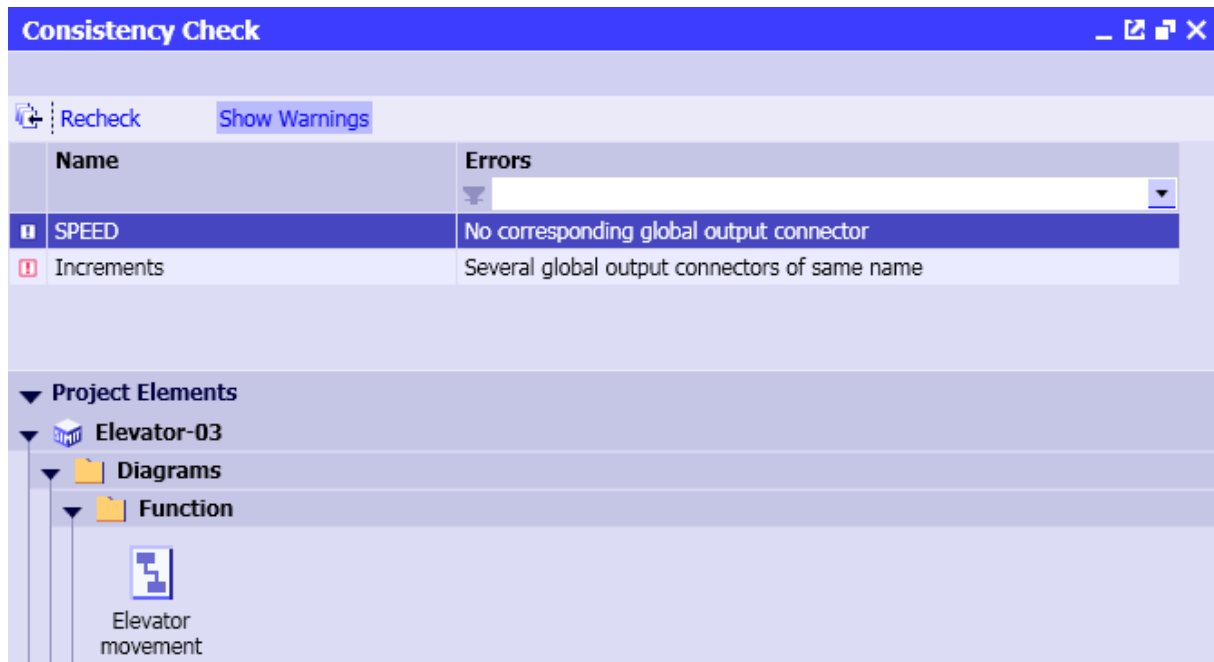 Consistency Check
Recheck Show Warnings
Name Errors
SPEED No corresponding global output connector
Increments Several global output connectors of same name
Project Elements
Elevator-03
Diagrams
Function
Elevator
movement